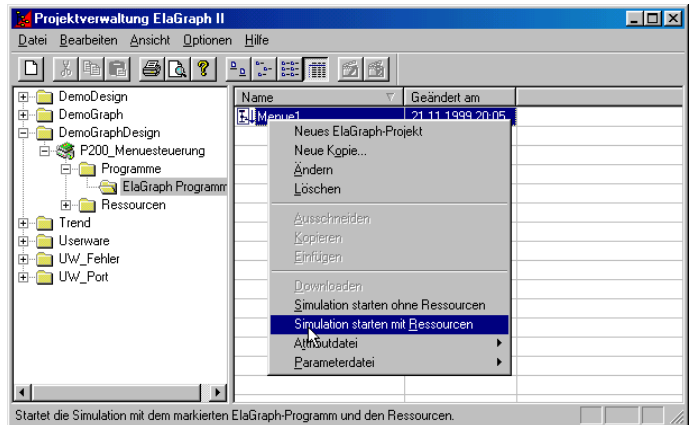 Projektverwaltung ElaGraph II
Datei Bearbeiten Ansicht Optionen Hilfe
DemoDesign
DemoGraph
DemoGraphDesign
P200_Menuesteuerung
Programme
ElaGraph Programm
Ressourcen
Trend
Userware
UW_Fehler
UW_Port
Name Geändert am
Menue1 21.11.1999 20:05
Neues ElaGraph-Projekt
Neue Kopie...
Ändern
Löschen
Ausschneiden
Kopieren
Einfügen
Downloaden
Simulation starten ohne Ressourcen
Simulation starten mit Ressourcen
Attributdatei
Parameterdatei
Startet die Simulation mit dem markierten ElaGraph-Programm und den Ressourcen.